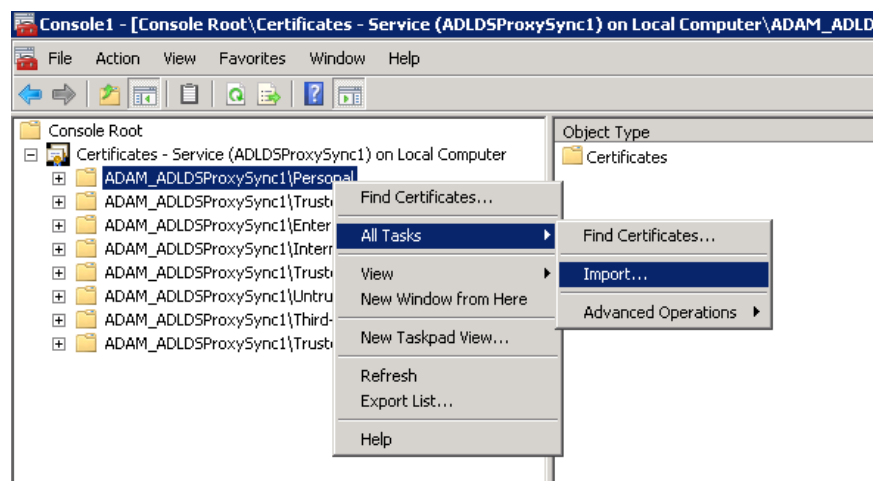 Console1 - [Console Root\Certificates - Service (ADLDSProxySync1) on Local Computer\ADAM_ADLD
File Action View Favorites Window Help
Console Root
Certificates - Service (ADLDSProxySync1) on Local Computer
ADAM_ADLDSProxySync1\Personal
ADAM_ADLDSProxySync1\Trust
ADAM_ADLDSProxySync1\Enter
ADAM_ADLDSProxySync1\Intern
ADAM_ADLDSProxySync1\Trust
ADAM_ADLDSProxySync1\Untru
ADAM_ADLDSProxySync1\Third-
ADAM_ADLDSProxySync1\Trust
Object Type
Certificates
Find Certificates...
All Tasks
View
New Window from Here
New Taskpad View...
Refresh
Export List...
Help
Find Certificates...
Import...
Advanced Operations